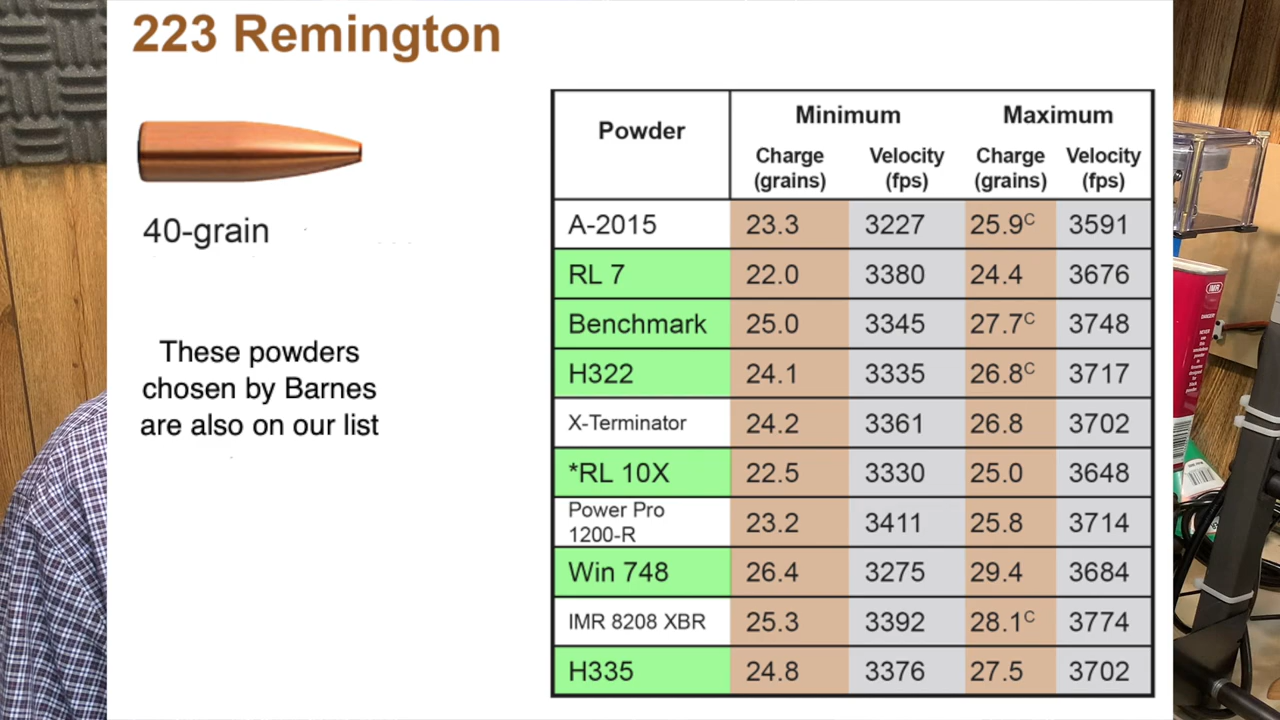 223 Remington
40-grain
These powders
chosen by Barnes
are also on our list
Powder Minimum Maximum
Charge (grains) Velocity (fps) Charge (grains) Velocity (fps)
A-2015 23.3 3227 25.9ᶜ 3591
RL 7 22.0 3380 24.4 3676
Benchmark 25.0 3345 27.7ᶜ 3748
H322 24.1 3335 26.8ᶜ 3717
X-Terminator 24.2 3361 26.8 3702
*RL 10X 22.5 3330 25.0 3648
Power Pro 1200-R 23.2 3411 25.8 3714
Win 748 26.4 3275 29.4 3684
IMR 8208 XBR 25.3 3392 28.1ᶜ 3774
H335 24.8 3376 27.5 3702
IMR